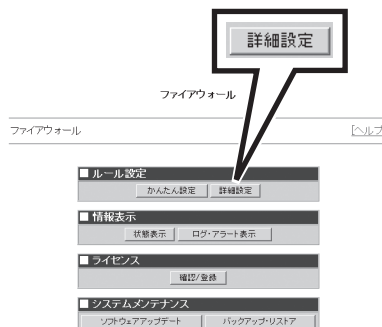 詳細設定
ファイアウォール
ファイアウォール [ヘルプ
■ ルール設定
かんたん設定 詳細設定
■ 情報表示
状態表示 ログ・アラート表示
■ ライセンス
確認/登録
■ システムメンテナンス
ソフトウェアアップデート バックアップ・リストア